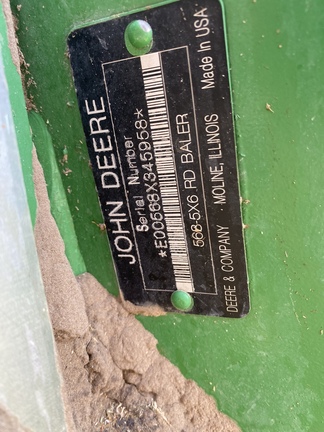 JOHN DEERE
Serial Number
*E00568X345958*
568-5X6 RD BALER
DEERE & COMPANY MOLINE, ILLINOIS Made In USA